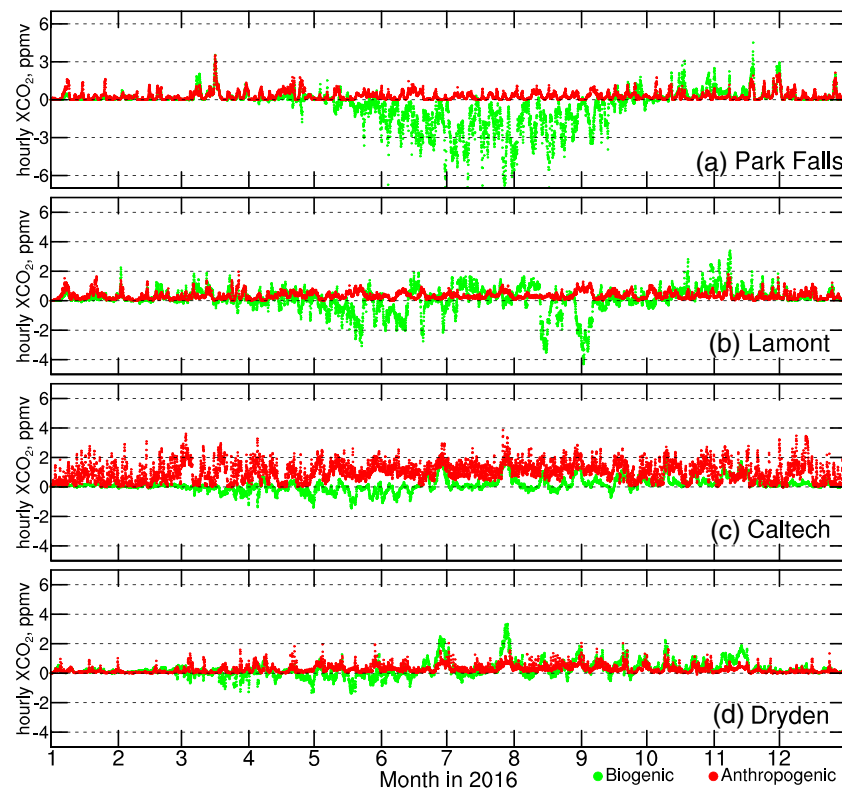 hourly XCO₂, ppmv
6
3
0
-3
-6
(a) Park Falls
hourly XCO₂, ppmv
6
4
2
0
-2
-4
(b) Lamont
hourly XCO₂, ppmv
6
4
2
0
-2
-4
(c) Caltech
hourly XCO₂, ppmv
6
4
2
0
-2
-4
(d) Dryden
1 2 3 4 5 6 7 8 9 10 11 12
Month in 2016
Biogenic Anthropogenic